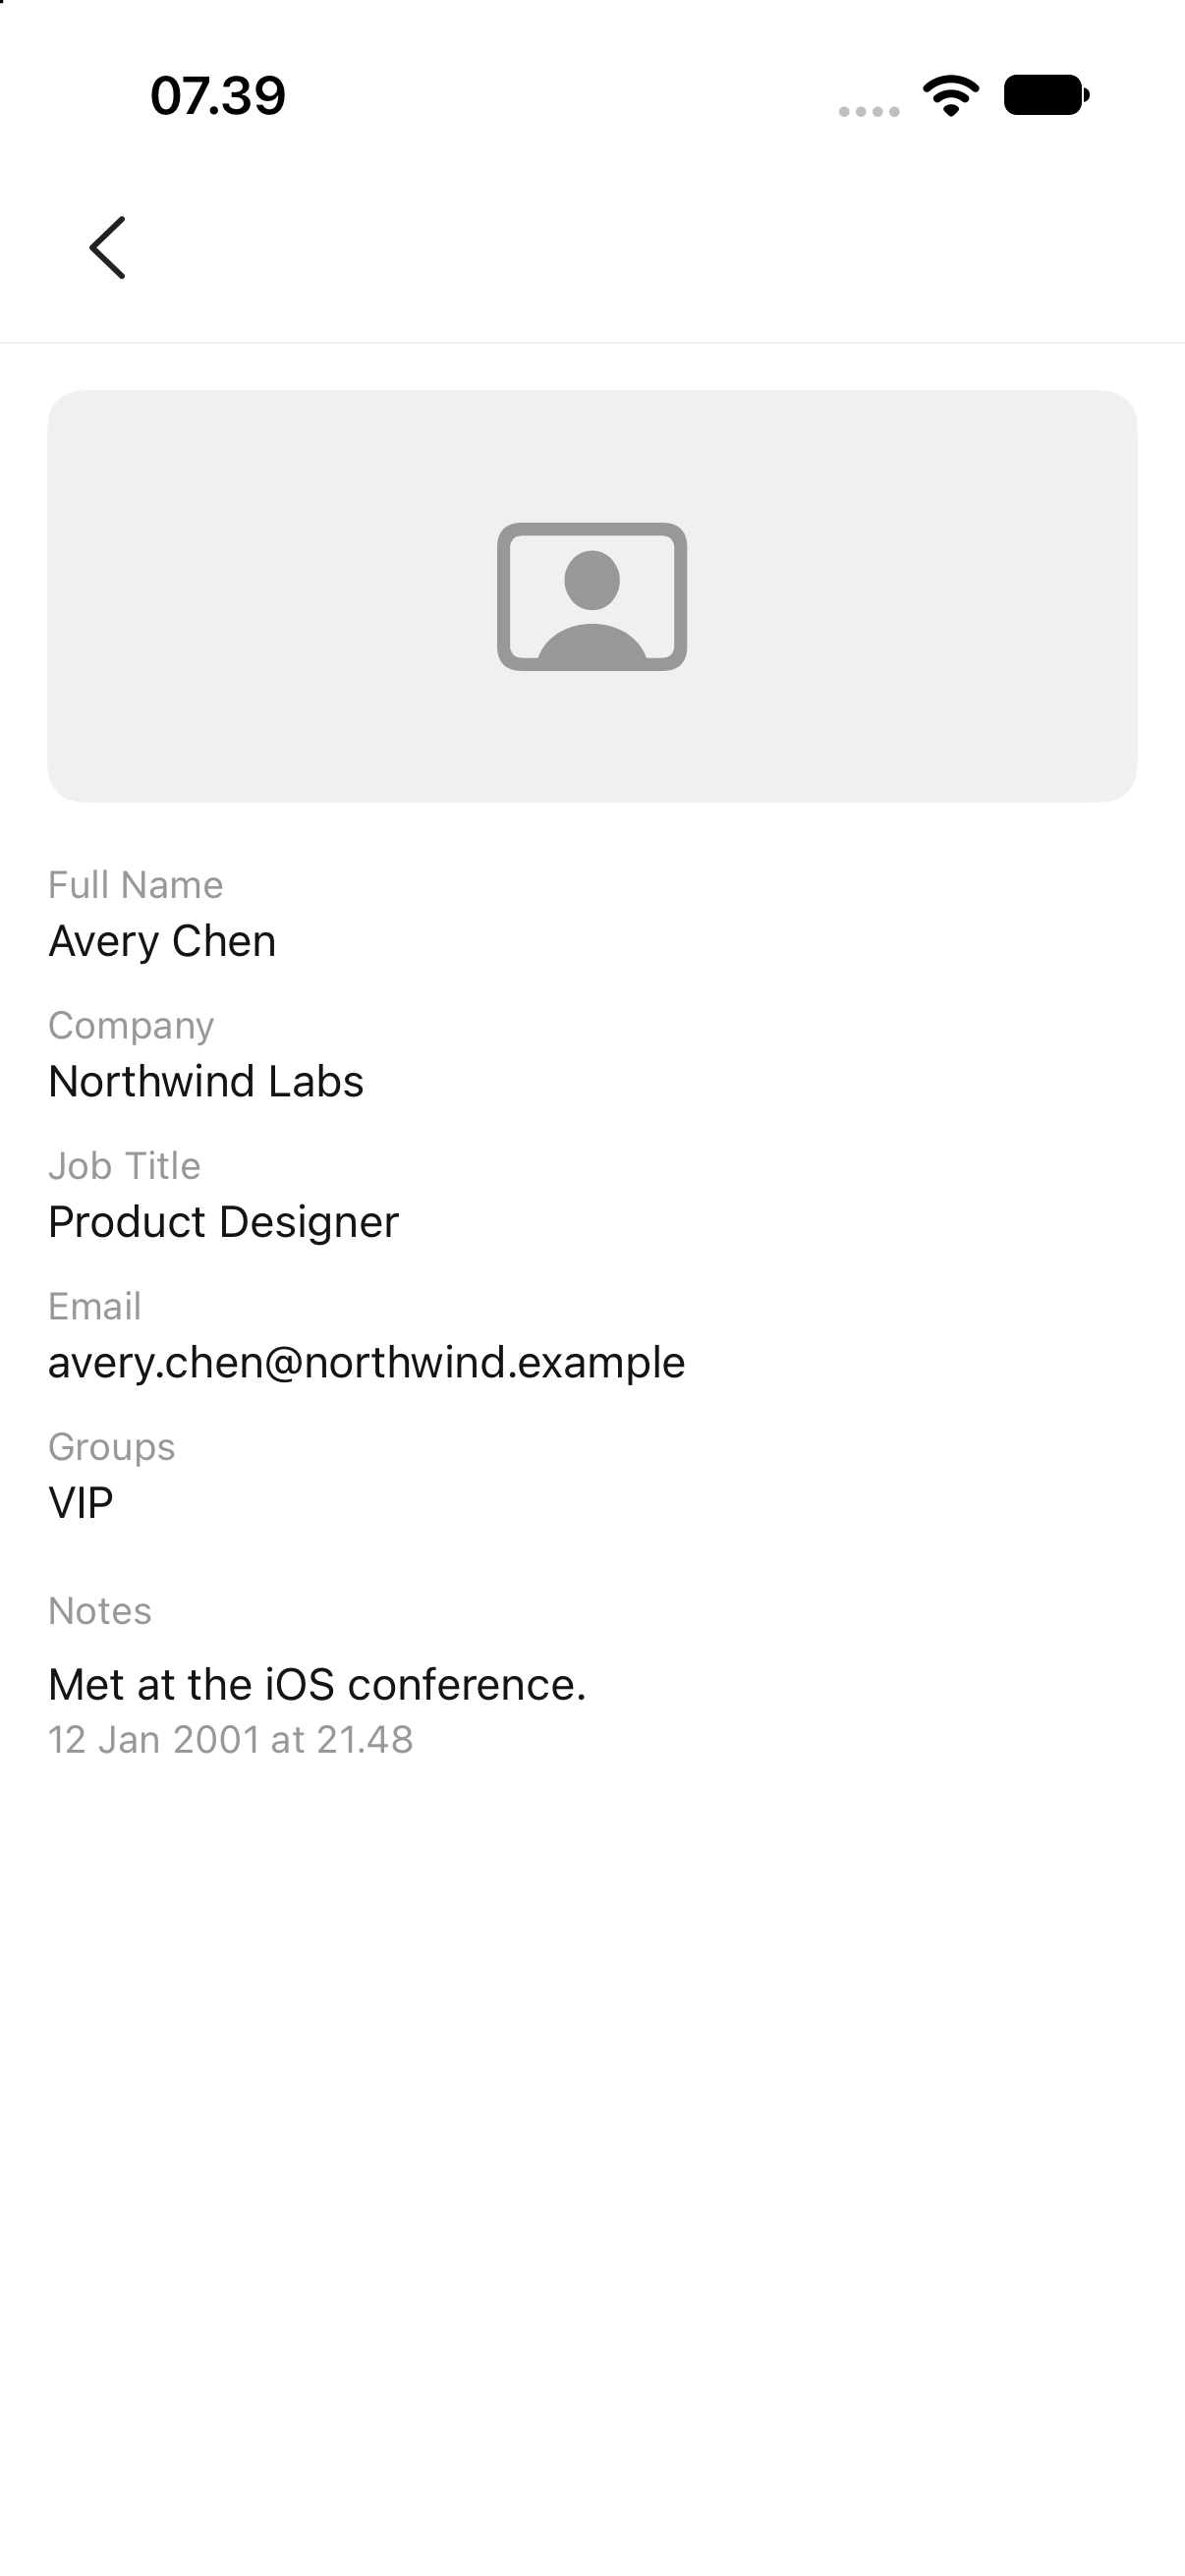 07.39
Full Name
Avery Chen
Company
Northwind Labs
Job Title
Product Designer
Email
avery.chen@northwind.example
Groups
VIP
Notes
Met at the iOS conference.
12 Jan 2001 at 21.48